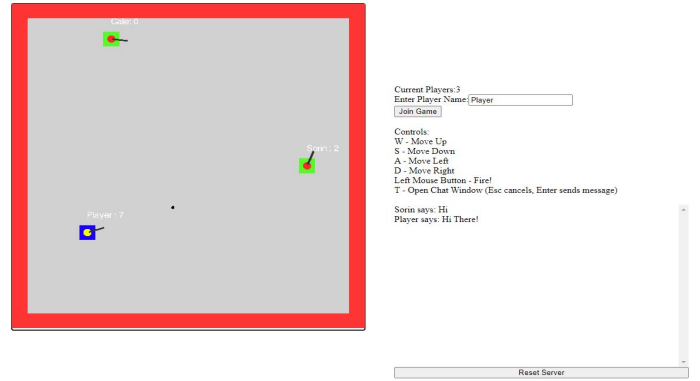 Cale: 0
Sorin : 2
Player : 7
Current Players:3
Enter Player Name: Player
Join Game
Controls:
W - Move Up
S - Move Down
A - Move Left
D - Move Right
Left Mouse Button - Fire!
T - Open Chat Window (Esc cancels, Enter sends message)
Sorin says: Hi
Player says: Hi There!
Reset Server